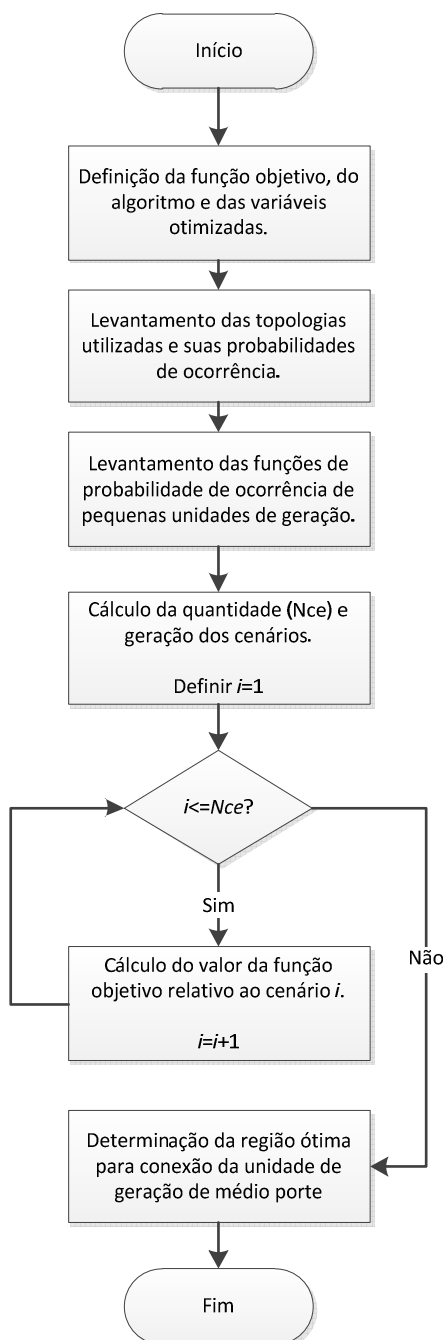 Início
Definição da função objetivo, do
algoritmo e das variáveis
otimizadas.
Levantamento das topologias
utilizadas e suas probabilidades
de ocorrência.
Levantamento das funções de
probabilidade de ocorrência de
pequenas unidades de geração.
Cálculo da quantidade (Nce) e
geração dos cenários.
Definir i=1
i<=Nce?
Sim
Não
Cálculo do valor da função
objetivo relativo ao cenário i.
i=i+1
Determinação da região ótima
para conexão da unidade de
geração de médio porte
Fim